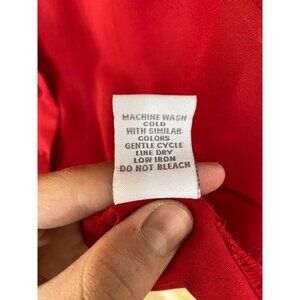 MACHINE WASH
COLD
WITH SIMILAR
COLORS
GENTLE CYCLE
LINE DRY
LOW IRON
DO NOT BLEACH